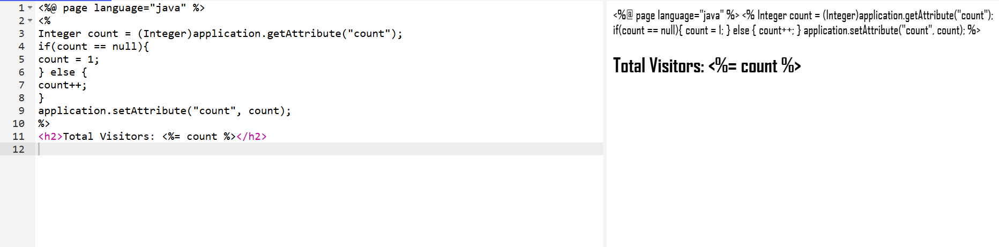 1 <%@ page language="java" %>
2 <%
3 Integer count = (Integer)application.getAttribute("count");
4 if(count == null){
5 count = 1;
6 } else {
7 count++;
8 }
9 application.setAttribute("count", count);
10 %>
11 <h2>Total Visitors: <%= count %></h2>
12
<%@ page language="java" %> <% Integer count = (Integer)application.getAttribute("count");
if(count == null){ count = 1; } else { count++; } application.setAttribute("count", count); %>
Total Visitors: <%= count %>